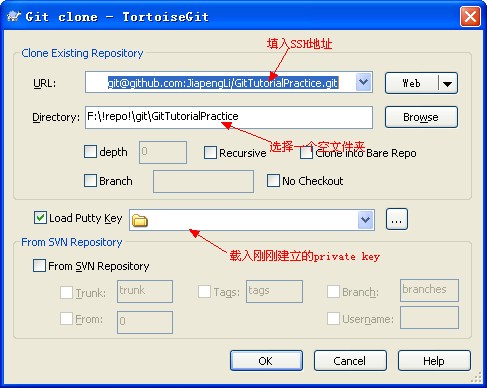 Git clone - TortoiseGit
填入SSH地址
Clone Existing Repository
URL: git@github.com:JiapengLi/GitTutorialPractice.git Web
Directory: F:\!repo!\git\GitTutorialPractice Browse
选择一个空文件夹
depth 0 Recursive Clone into Bare Repo
Branch No Checkout
Load Putty Key ...
载入刚刚建立的private key
From SVN Repository
From SVN Repository
Trunk: trunk Tags: tags Branch: branches
From: 0 Username:
OK Cancel Help